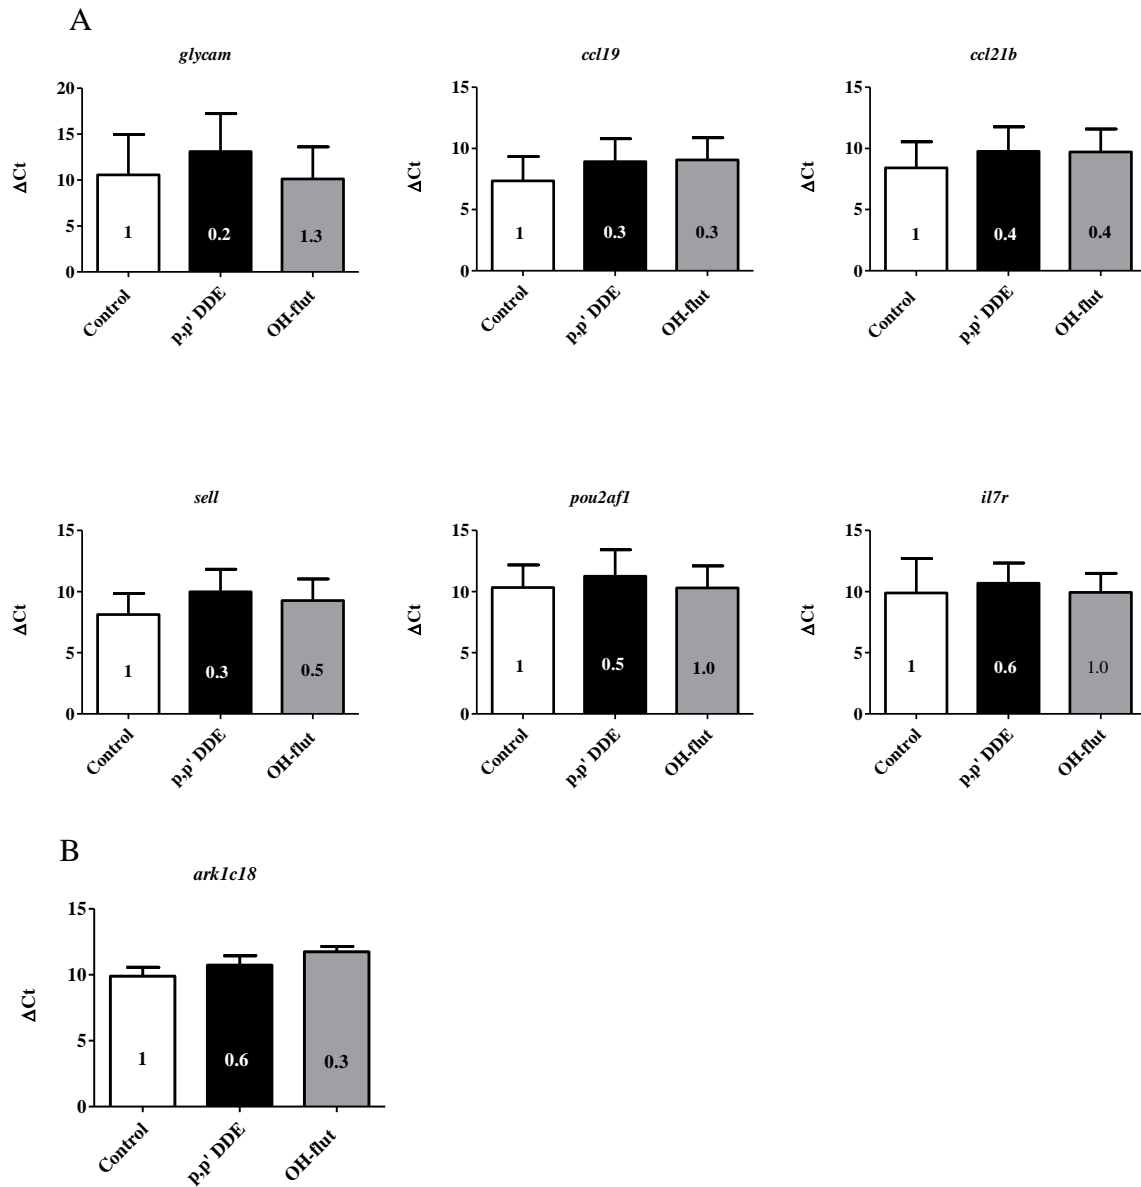 A
glycam
ΔCt
20
15
10
5
0
1
0.2
1.3
Control
p,p' DDE
OH-flut
ccl19
ΔCt
15
10
5
0
1
0.3
0.3
Control
p,p' DDE
OH-flut
ccl21b
ΔCt
15
10
5
0
1
0.4
0.4
Control
p,p' DDE
OH-flut
sell
ΔCt
15
10
5
0
1
0.3
0.5
Control
p,p' DDE
OH-flut
pou2af1
ΔCt
15
10
5
0
1
0.5
1.0
Control
p,p' DDE
OH-flut
il7r
ΔCt
15
10
5
0
1
0.6
1.0
Control
p,p' DDE
OH-flut
B
ark1c18
ΔCt
15
10
5
0
1
0.6
0.3
Control
p,p' DDE
OH-flut